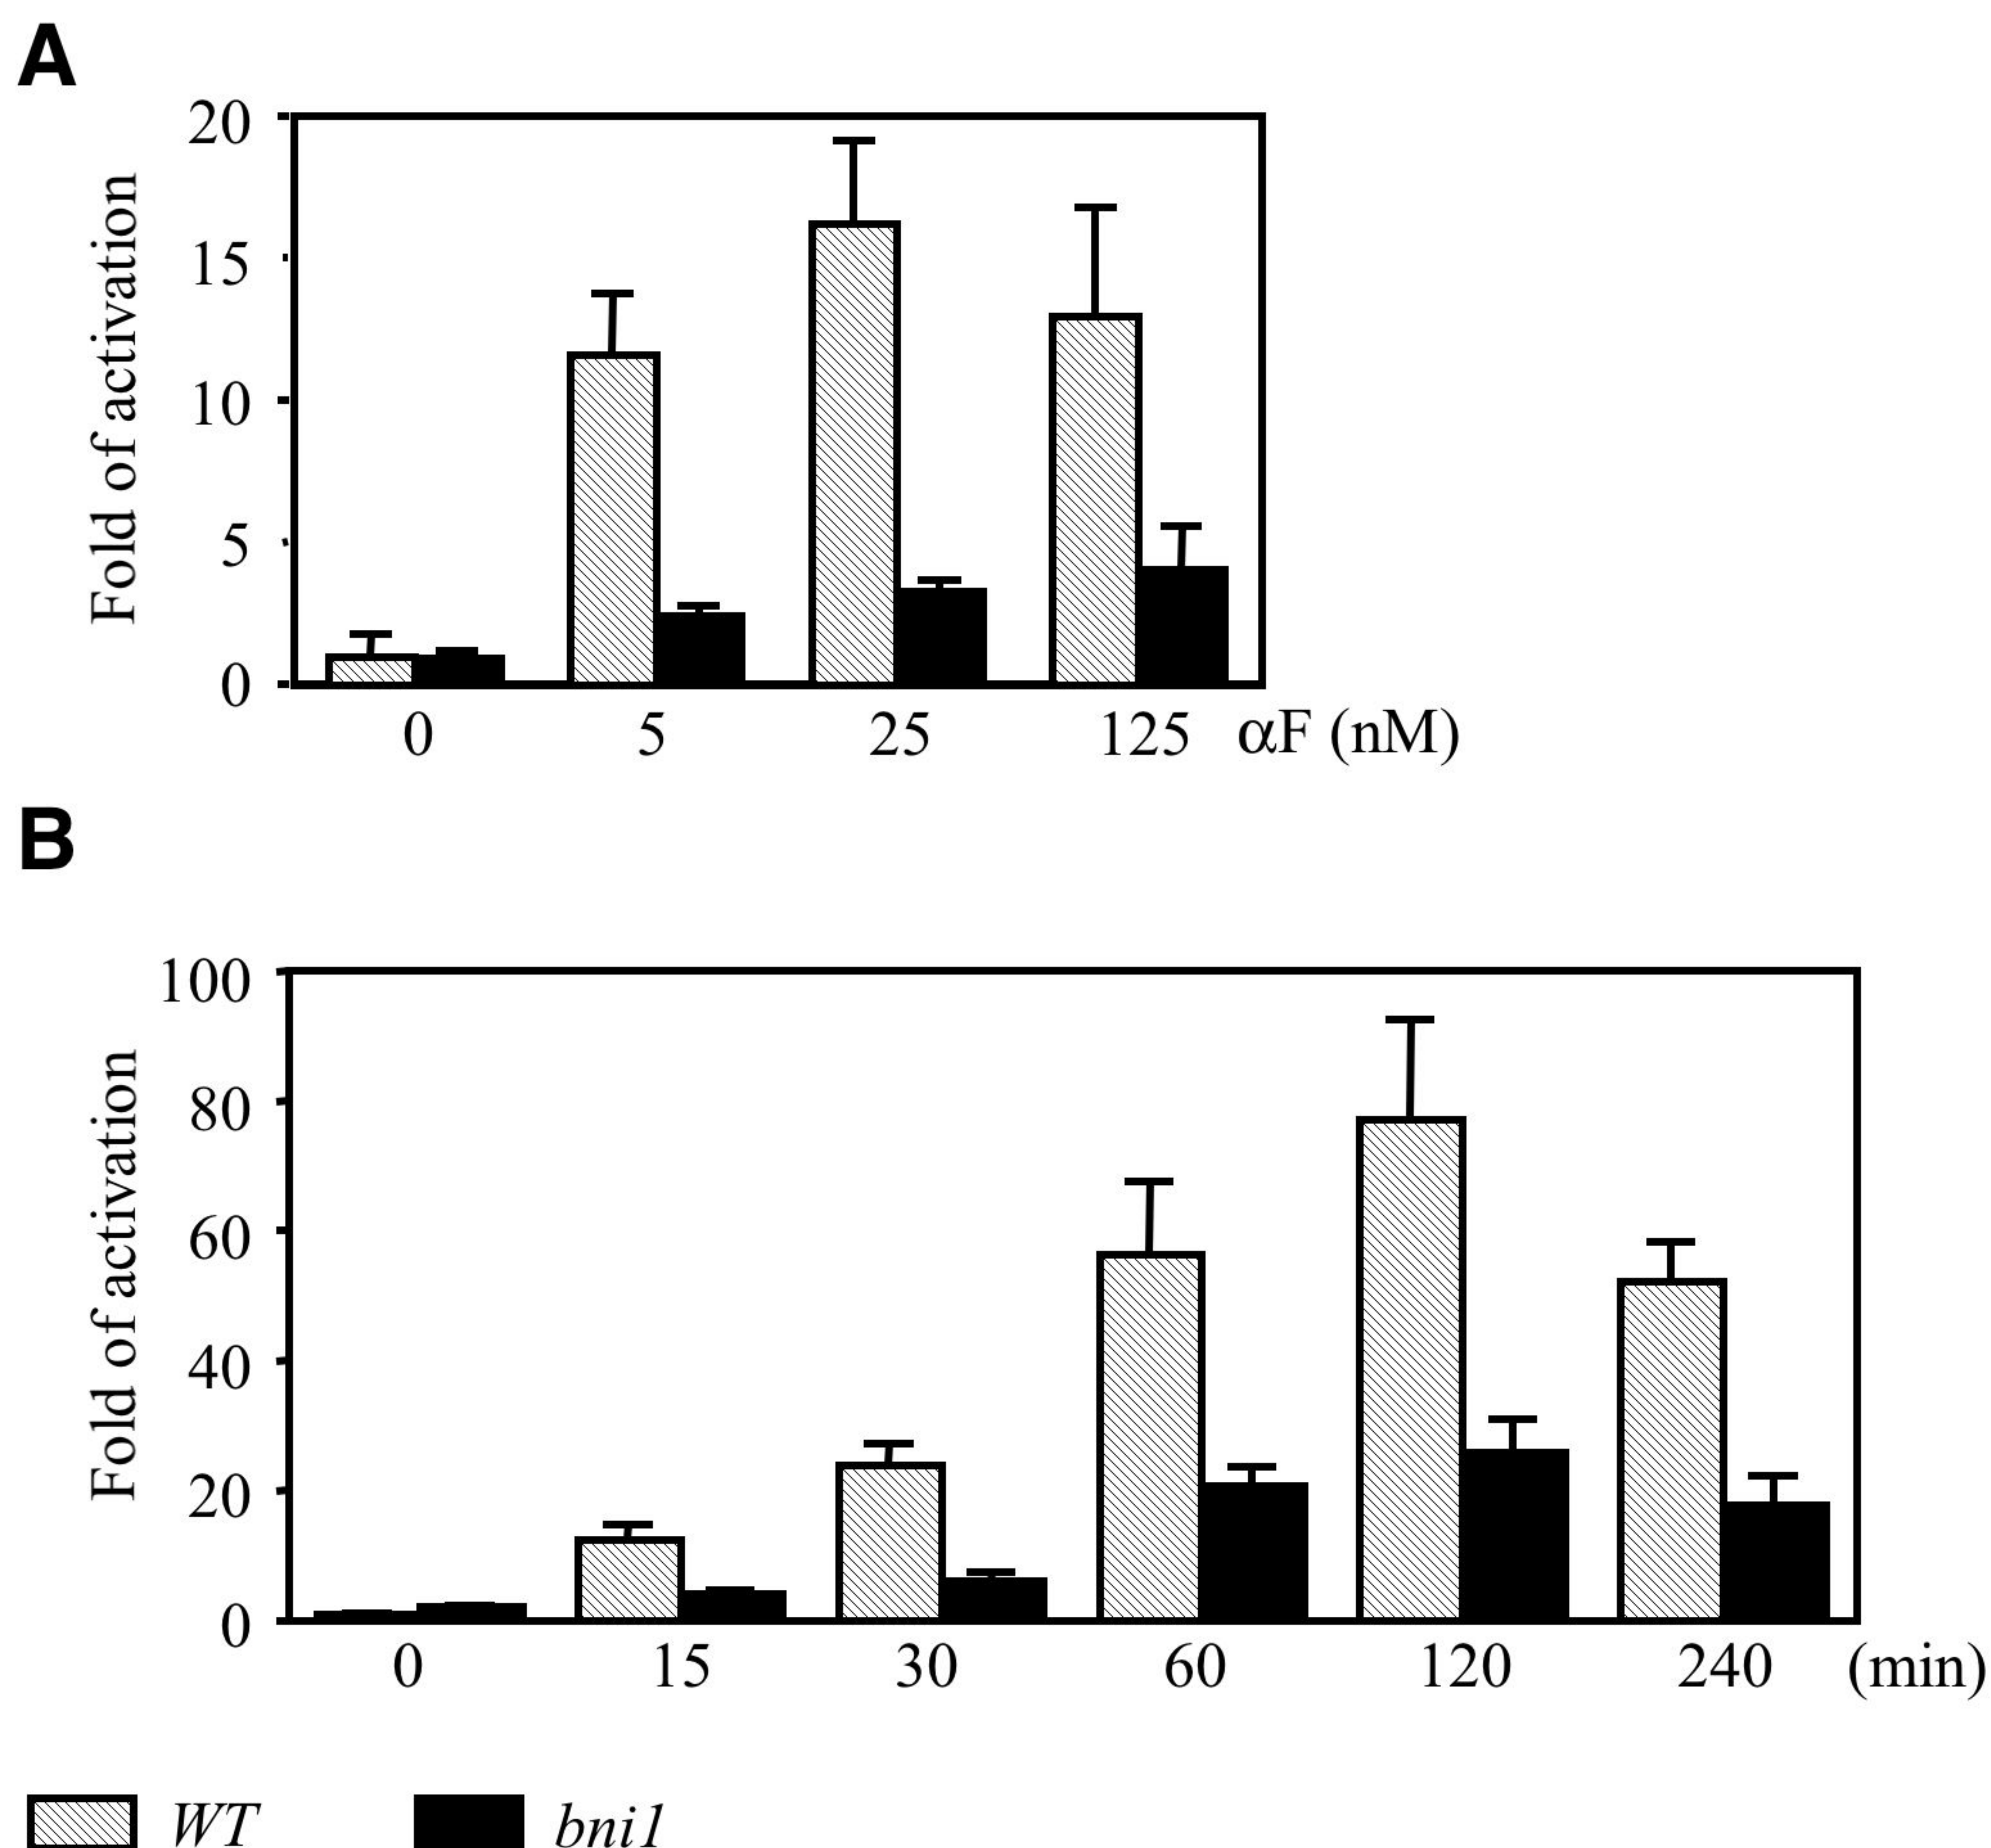 A
Fold of activation
20
15
10
5
0
0 5 25 125 αF (nM)
B
Fold of activation
100
80
60
40
20
0
0 15 30 60 120 240 (min)
WT bni1